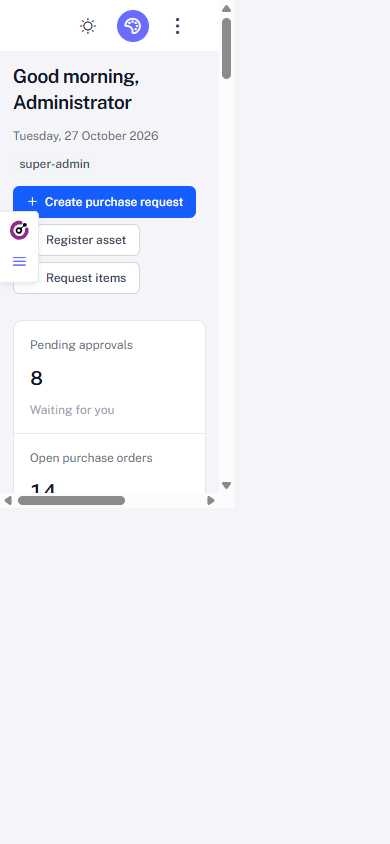 Good morning,
Administrator
Tuesday, 27 October 2026
super-admin
Create purchase request
Register asset
Request items
Pending approvals
8
Waiting for you
Open purchase orders
14